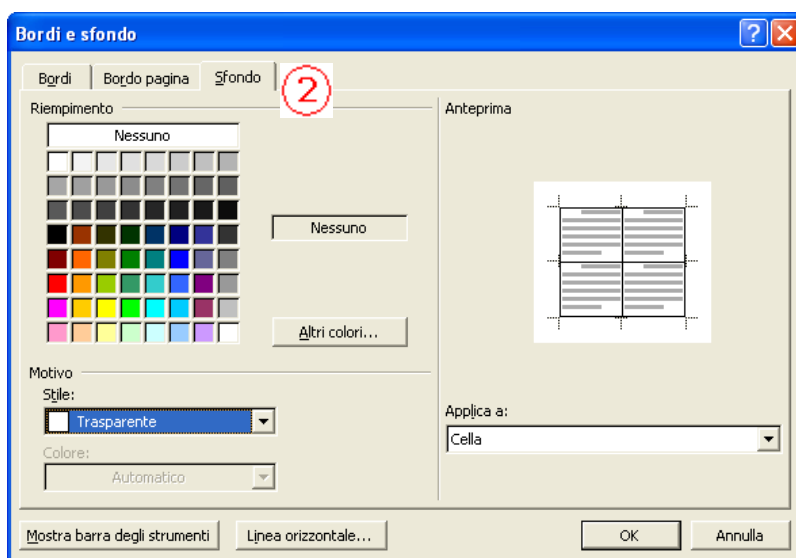 Bordi e sfondo
Bordi
Bordo pagina
Sfondo
2
Riempimento
Nessuno
Nessuno
Altri colori...
Motivo
Stile:
Trasparente
Colore:
Automatico
Anteprima
Applica a:
Cella
Mostra barra degli strumenti
Linea orizzontale...
OK
Annulla